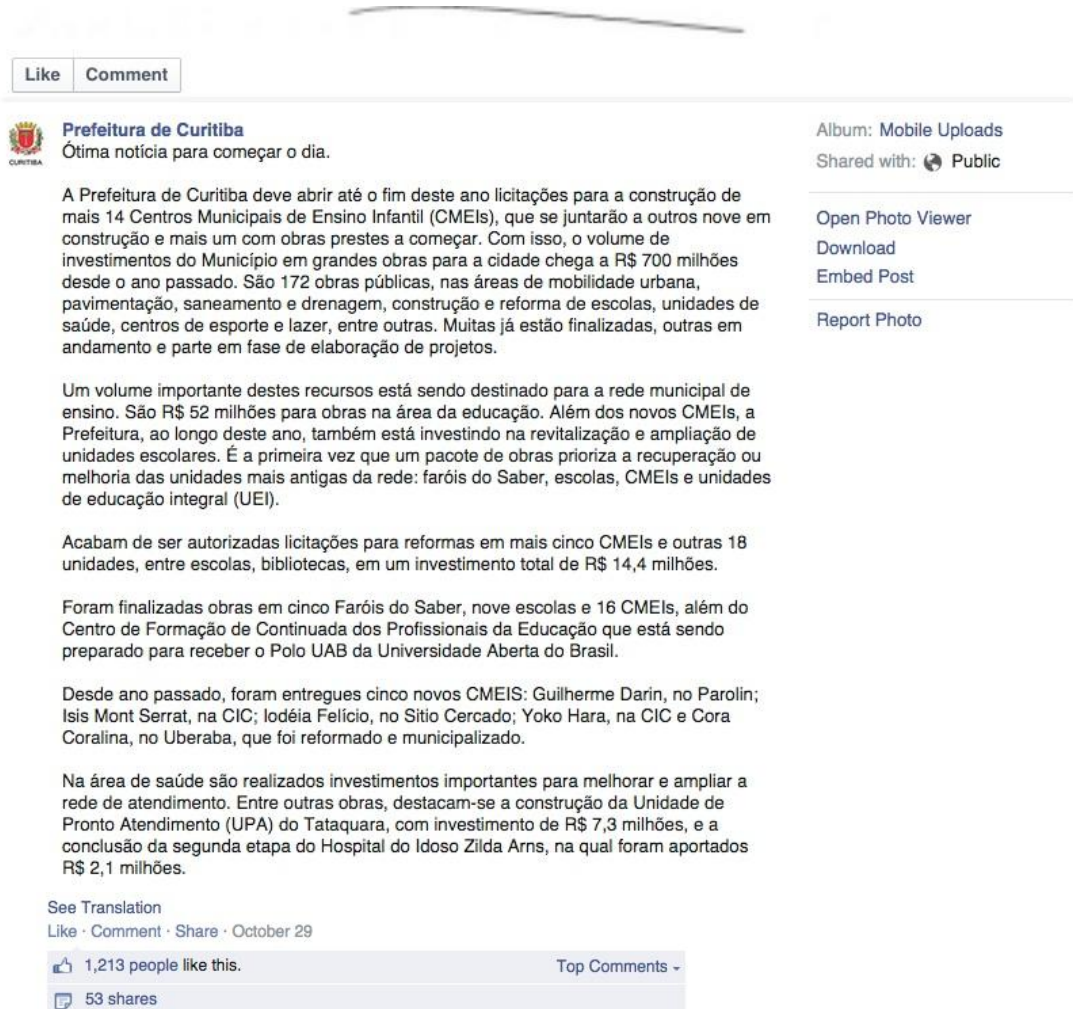 Like Comment
CURITIBA
Prefeitura de Curitiba
Ótima notícia para começar o dia.
A Prefeitura de Curitiba deve abrir até o fim deste ano licitações para a construção de
mais 14 Centros Municipais de Ensino Infantil (CMEIs), que se juntarão a outros nove em
construção e mais um com obras prestes a começar. Com isso, o volume de
investimentos do Município em grandes obras para a cidade chega a R$ 700 milhões
desde o ano passado. São 172 obras públicas, nas áreas de mobilidade urbana,
pavimentação, saneamento e drenagem, construção e reforma de escolas, unidades de
saúde, centros de esporte e lazer, entre outras. Muitas já estão finalizadas, outras em
andamento e parte em fase de elaboração de projetos.
Um volume importante destes recursos está sendo destinado para a rede municipal de
ensino. São R$ 52 milhões para obras na área da educação. Além dos novos CMEIs, a
Prefeitura, ao longo deste ano, também está investindo na revitalização e ampliação de
unidades escolares. É a primeira vez que um pacote de obras prioriza a recuperação ou
melhoria das unidades mais antigas da rede: faróis do Saber, escolas, CMEIs e unidades
de educação integral (UEI).
Acabam de ser autorizadas licitações para reformas em mais cinco CMEIs e outras 18
unidades, entre escolas, bibliotecas, em um investimento total de R$ 14,4 milhões.
Foram finalizadas obras em cinco Faróis do Saber, nove escolas e 16 CMEIs, além do
Centro de Formação de Continuada dos Profissionais da Educação que está sendo
preparado para receber o Polo UAB da Universidade Aberta do Brasil.
Desde ano passado, foram entregues cinco novos CMEIS: Guilherme Darin, no Parolin;
Isis Mont Serrat, na CIC; Iodéia Felício, no Sitio Cercado; Yoko Hara, na CIC e Cora
Coralina, no Uberaba, que foi reformado e municipalizado.
Na área de saúde são realizados investimentos importantes para melhorar e ampliar a
rede de atendimento. Entre outras obras, destacam-se a construção da Unidade de
Pronto Atendimento (UPA) do Tataquara, com investimento de R$ 7,3 milhões, e a
conclusão da segunda etapa do Hospital do Idoso Zilda Arns, na qual foram aportados
R$ 2,1 milhões.
See Translation
Like · Comment · Share · October 29
1,213 people like this. Top Comments
53 shares
Album: Mobile Uploads
Shared with: Public
Open Photo Viewer
Download
Embed Post
Report Photo